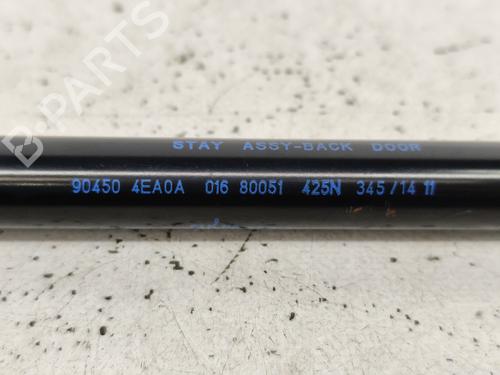 B-PARTS
STAY ASSY-BACK DOOR
90450 4EA0A 016 80051 425N 345/14 11